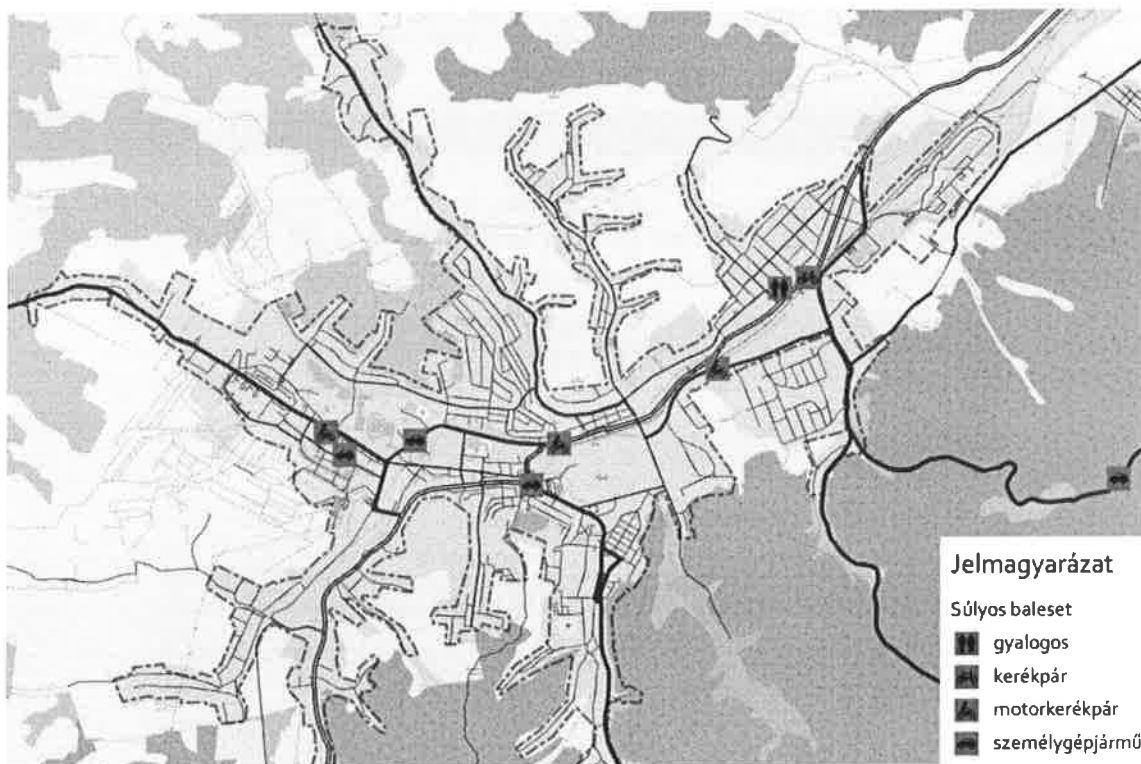 Jelmagyarázat
Súlyos baleset
gyalogos
kerékpár
motorkerékpár
személygépjármű